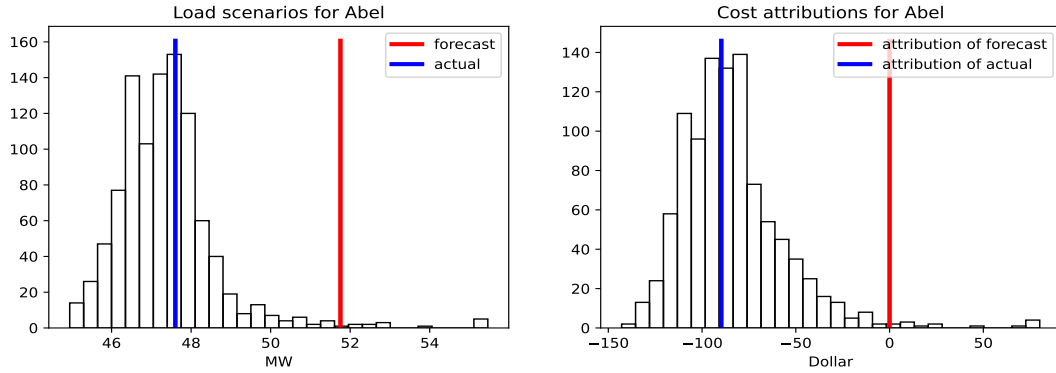 Load scenarios for Abel
160
140
120
100
80
60
40
20
0
46 48 50 52 54
MW
forecast
actual
Cost attributions for Abel
140
120
100
80
60
40
20
0
−150 −100 −50 0 50
Dollar
attribution of forecast
attribution of actual